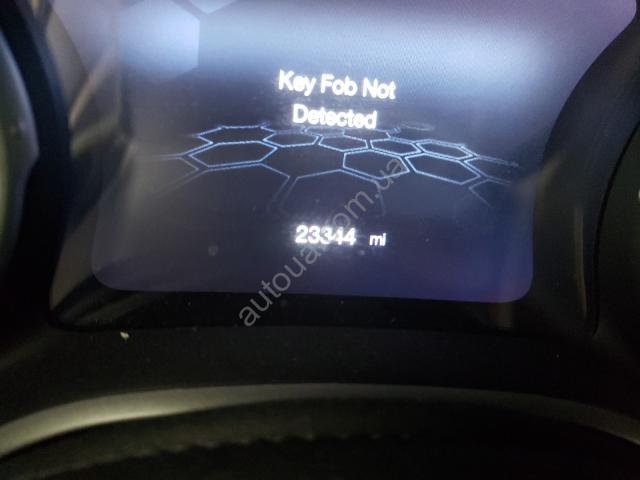 Key Fob Not
Detected
23344 mi
autoua.com.ua